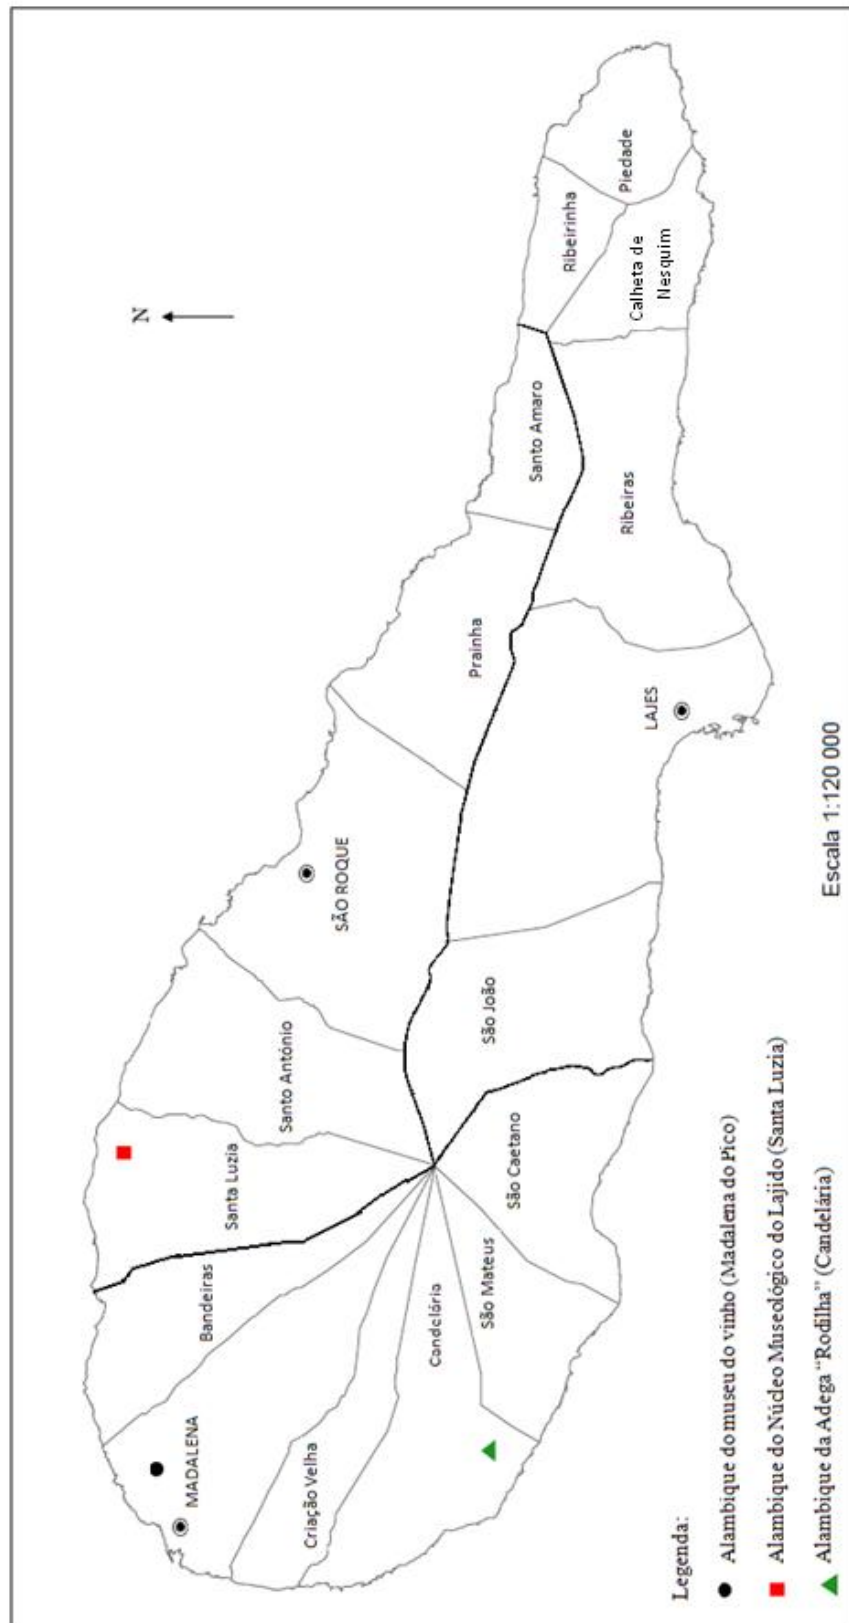 N
Piedade
Ribeirinha
Calheta de
Nesquim
Santo Amaro
Ribeiras
Prainha
LAJES
SÃO ROQUE
Santo António
São João
Santa Luzia
São Caetano
Bandeiras
São Mateus
Candelária
MADALENA
Criação Velha
Escala 1:120 000
Legenda:
Alambique do museu do vinho (Madalena do Pico)
Alambique do Núcleo Museológico do Lajido (Santa Luzia)
Alambique da Adega "Rodilha" (Candelária)